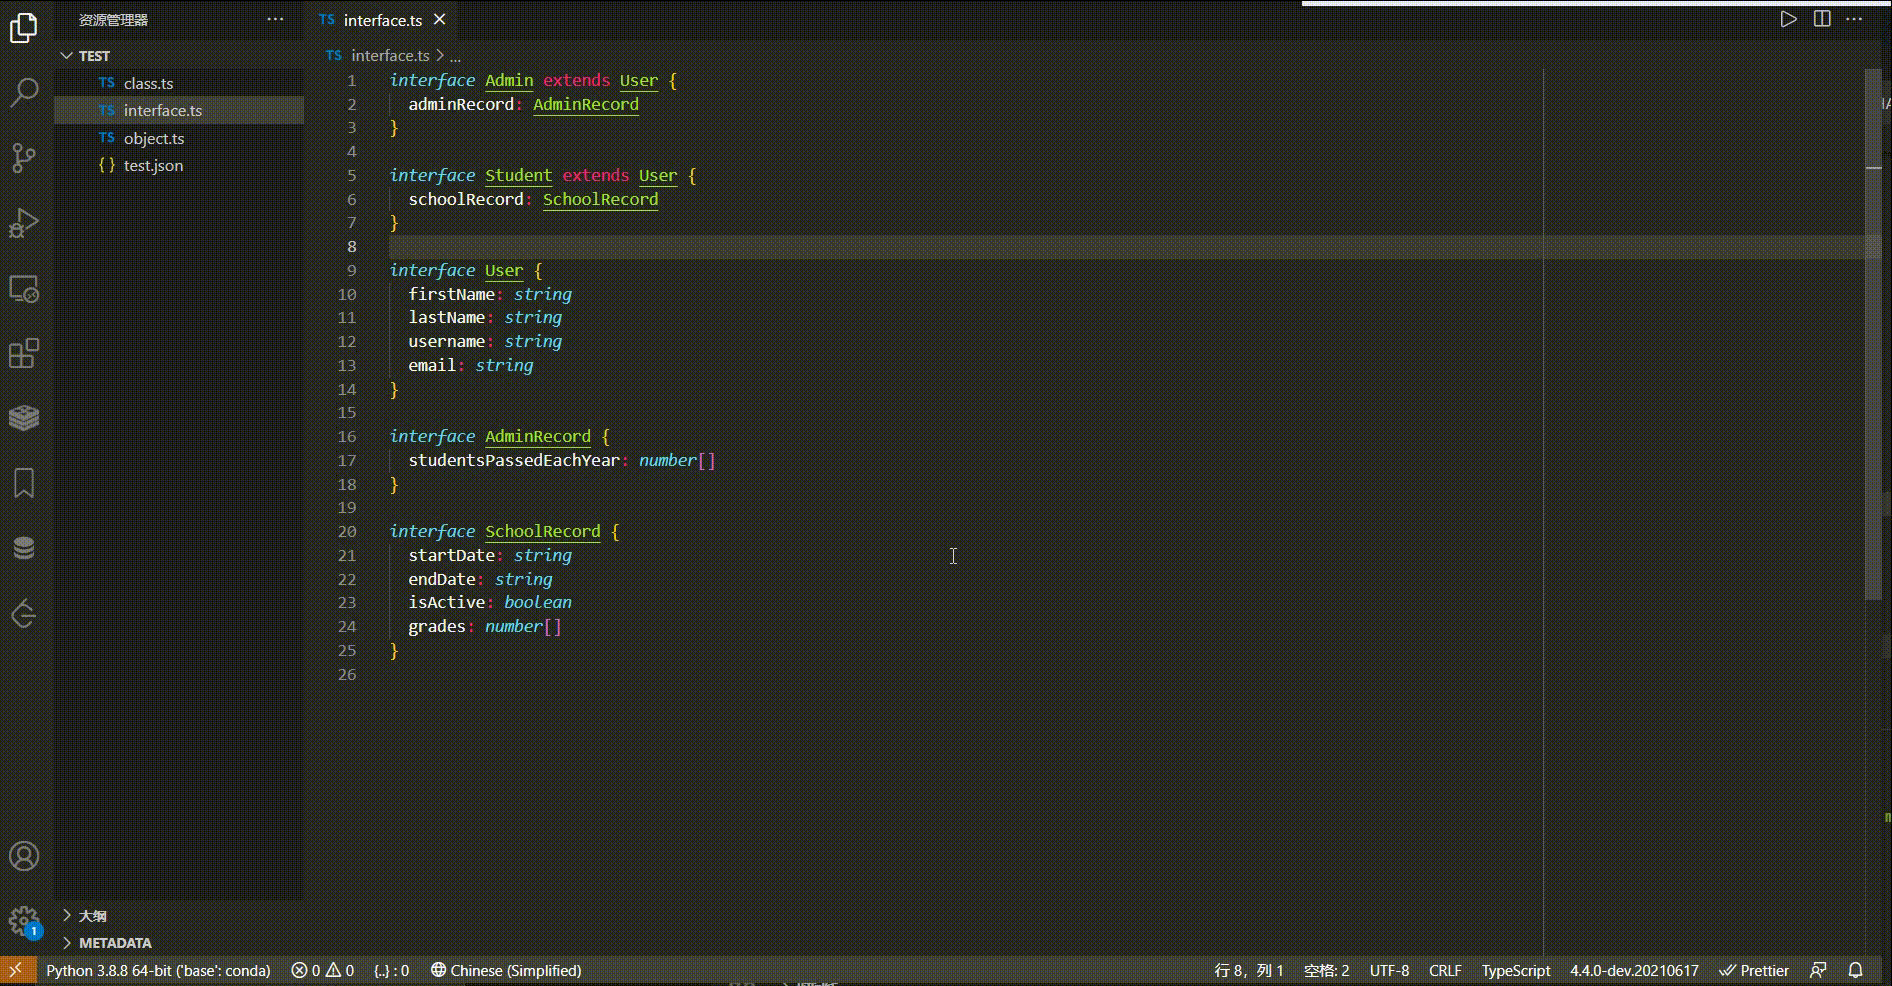 资源管理器 ···
TS interface.ts ×
TEST
TS class.ts
TS interface.ts
TS object.ts
{ } test.json
TS interface.ts > ...
1 interface Admin extends User {
2   adminRecord: AdminRecord
3 }
4
5 interface Student extends User {
6   schoolRecord: SchoolRecord
7 }
8
9 interface User {
10   firstName: string
11   lastName: string
12   username: string
13   email: string
14 }
15
16 interface AdminRecord {
17   studentsPassedEachYear: number[]
18 }
19
20 interface SchoolRecord {
21   startDate: string
22   endDate: string
23   isActive: boolean
24   grades: number[]
25 }
26
大纲
1
METADATA
Python 3.8.8 64-bit ('base': conda) 0 0 {..} : 0 Chinese (Simplified) 行 8，列 1 空格: 2 UTF-8 CRLF TypeScript 4.4.0-dev.20210617 Prettier